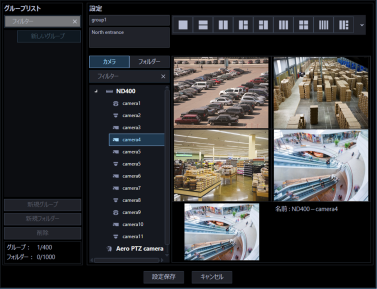 グループリスト
フィルター
新しいグループ
新規グループ
新規フォルダー
削除
グループ： 1/400
フォルダー： 0/1000
設定
group1
North entrance
カメラ
フォルダー
フィルター
ND400
camera1
camera2
camera3
camera4
camera5
camera5
camera6
camera7
camera8
camera9
camera10
camera11
Aero PTZ camera
名前 : ND400 – camera4
設定保存
キャンセル